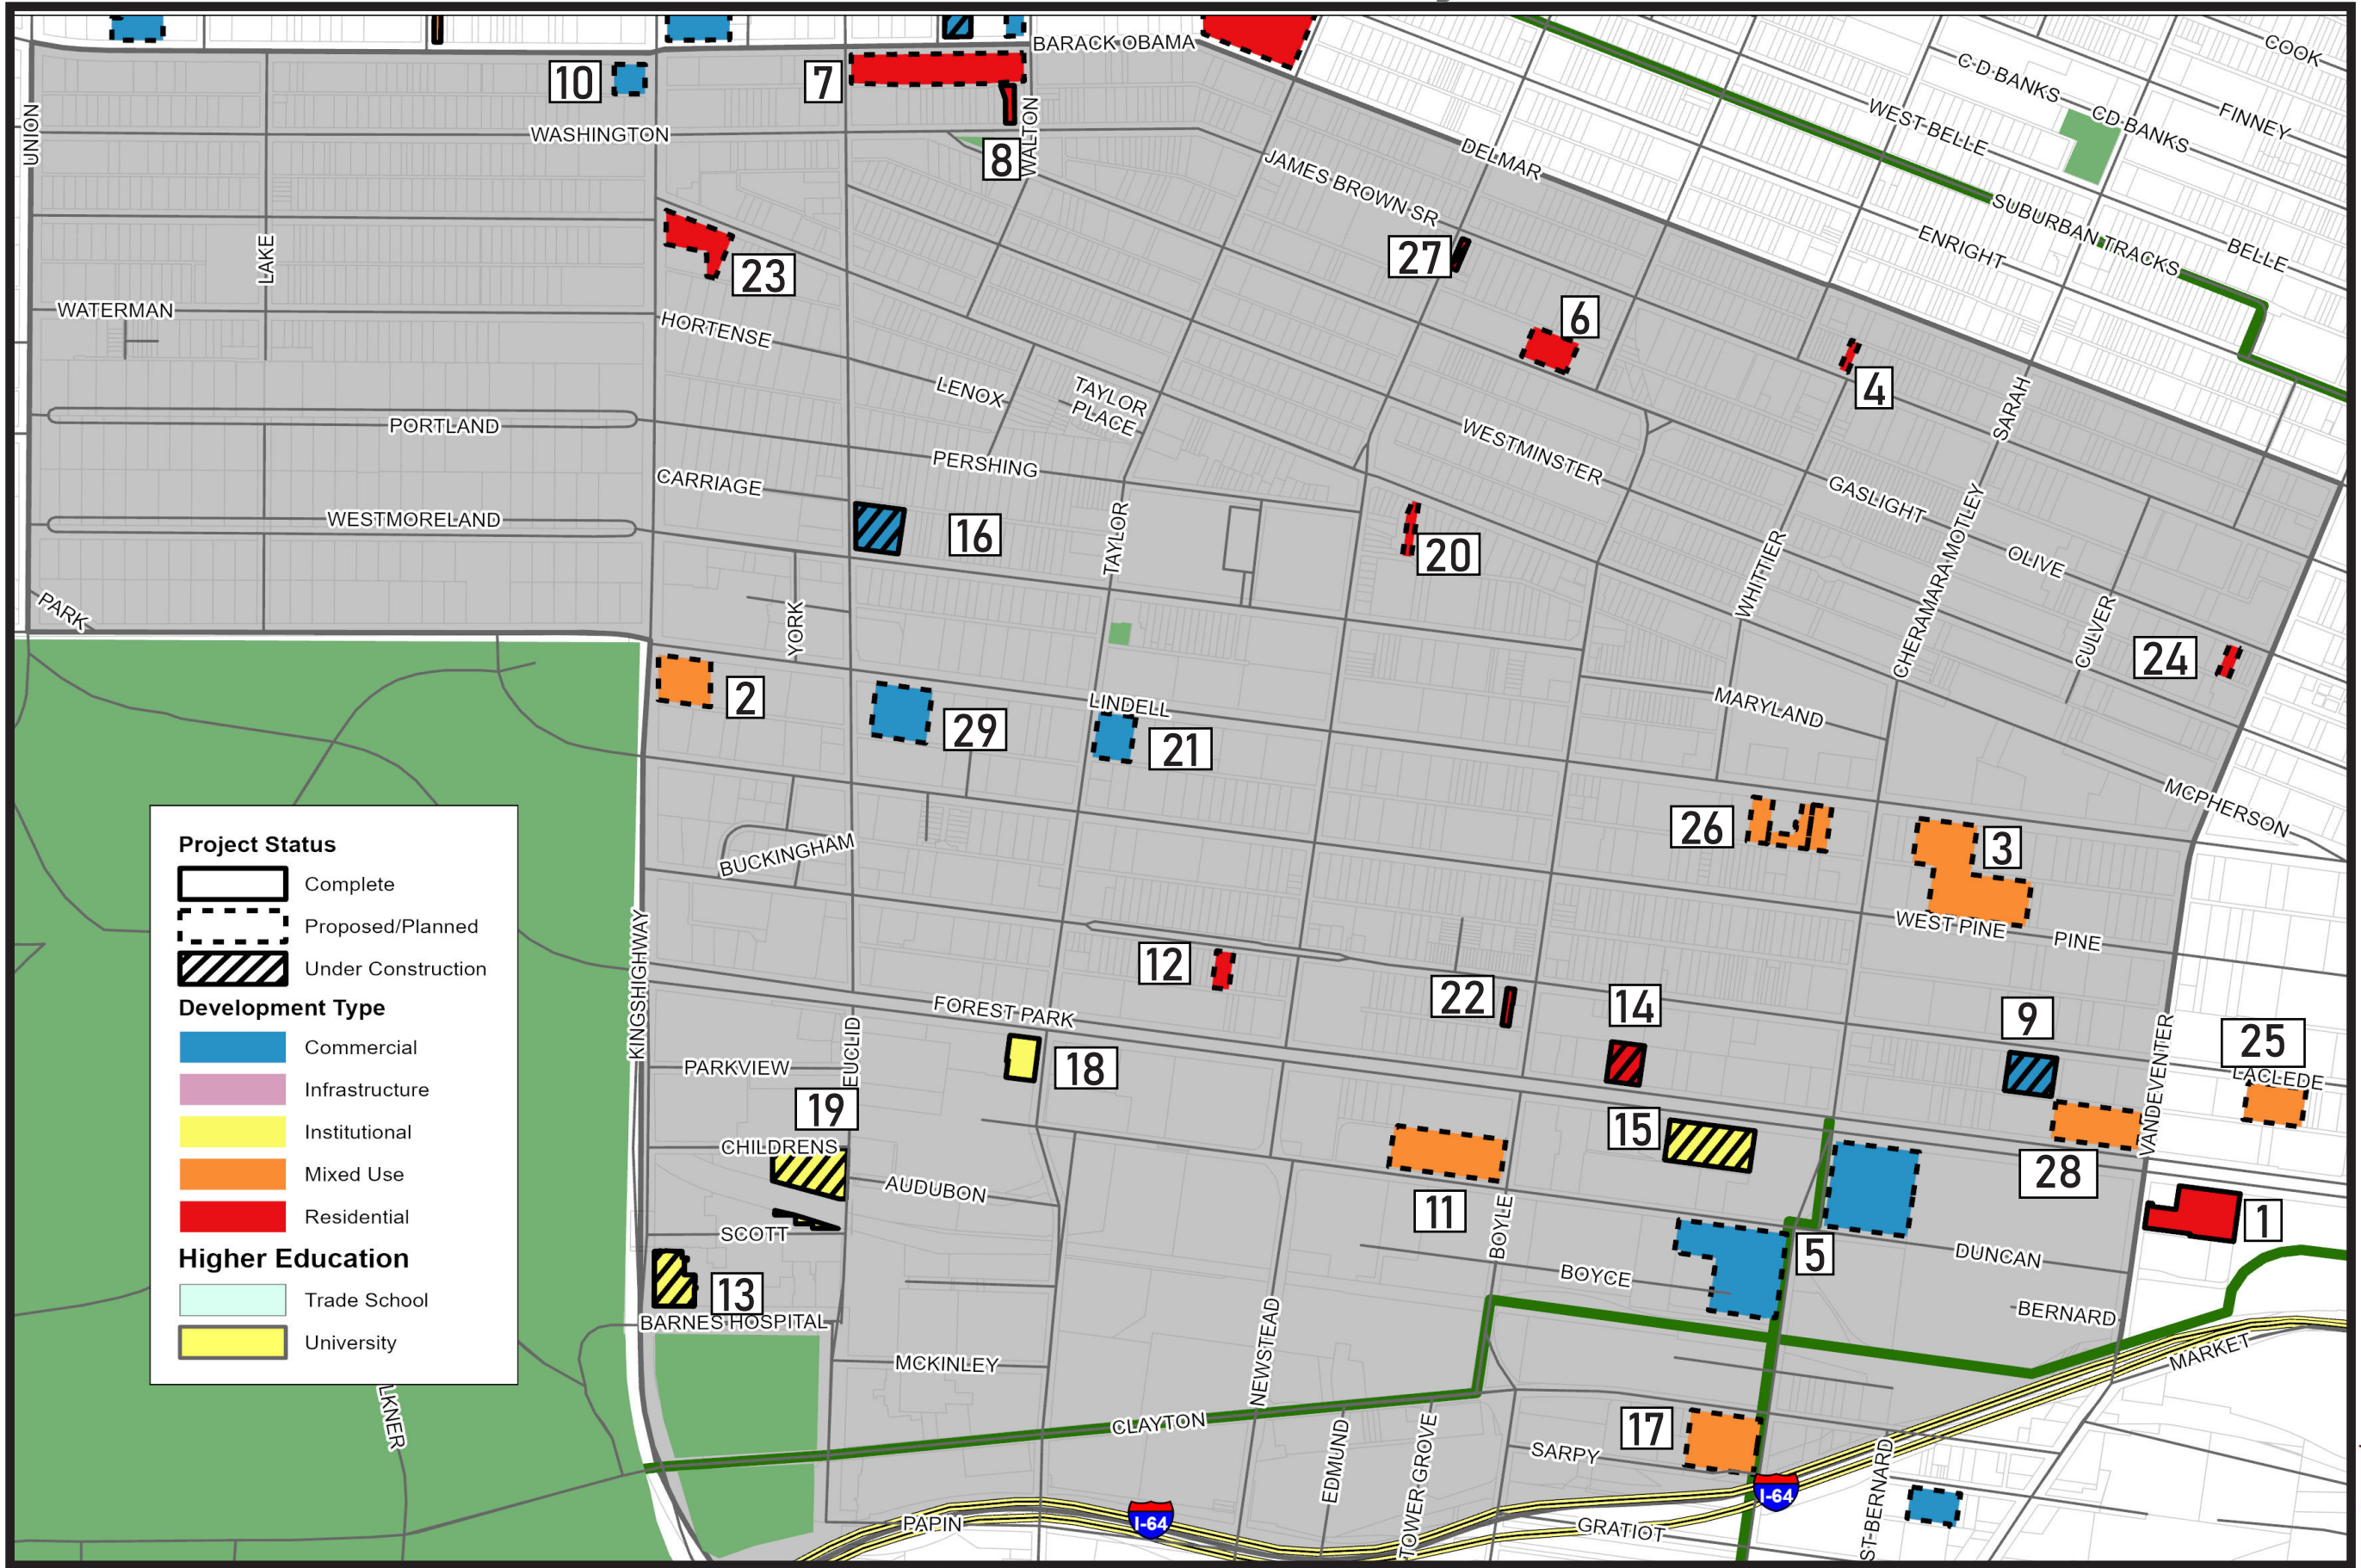 BARACK OBAMA
COOK
C D BANKS
CD BANKS
FINNEY
WEST BELLE
10
7
UNION
WASHINGTON
WALTON
8
DELMAR
JAMES BROWN SR
SUBURBAN TRACKS
BELLE
ENRIGHT
LAKE
23
27
WATERMAN
HORTENSE
6
LENOX
TAYLOR
PLACE
4
SARAH
PORTLAND
PERSHING
WESTMINSTER
CARRIAGE
GASLIGHT
WESTMORELAND
16
TAYLOR
20
OLIVE
WHITTIER
CHERAMARAMOTLEY
PARK
YORK
CULVER
24
2
LINDELL
MARYLAND
29
21
MCPHERSON
26
3
BUCKINGHAM
WEST PINE
PINE
KINGSHIGHWAY
12
22
14
9
FOREST PARK
25
EUCLID
PARKVIEW
18
LACLEDE
VANDEVENTER
19
15
CHILDRENS
28
AUDUBON
11
BOYLE
1
SCOTT
5
DUNCAN
BOYCE
13
BARNES HOSPITAL
BERNARD
MCKINLEY
NEWSTEAD
MARKET
CLAYTON
LKNER
17
EDMUND
TOWER GROVE
SARPY
I-64
I-64
PAPIN
GRATIOT
ST BERNARD
Project Status
Complete
Proposed/Planned
Under Construction
Development Type
Commercial
Infrastructure
Institutional
Mixed Use
Residential
Higher Education
Trade School
University